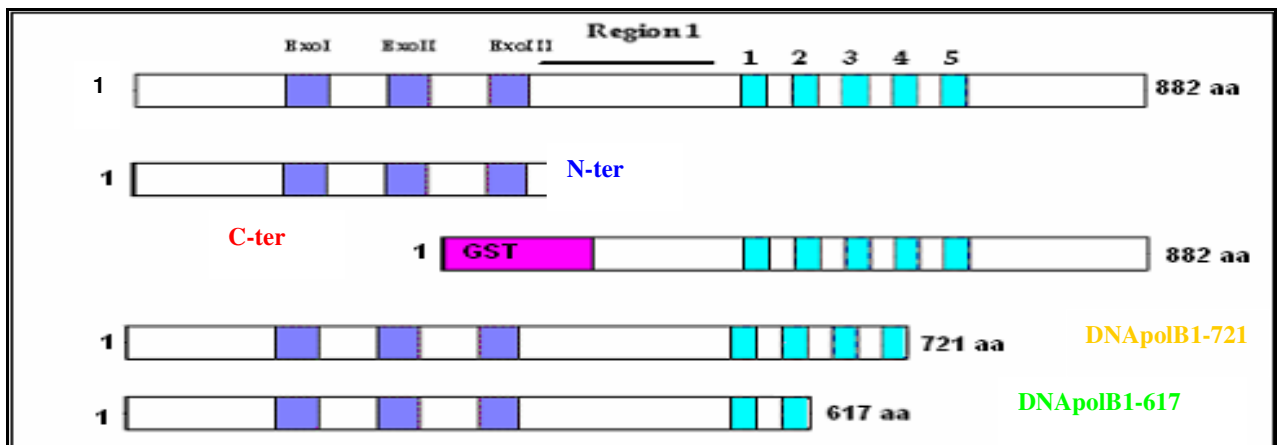 ExoI ExoII ExoIII Region 1
1 2 3 4 5
1 882 aa
1 N-ter
C-ter 1 GST 882 aa
1 721 aa DNApolB1-721
1 617 aa DNApolB1-617